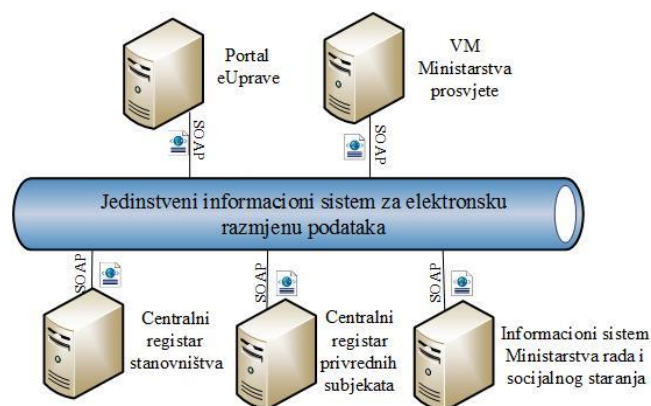 Portal
eUprave
VM
Ministarstva
prosvjete
SOAP
SOAP
Jedinstveni informacioni sistem za elektronsku
razmjenu podataka
SOAP
SOAP
SOAP
Centralni
registar
stanovništva
Centralni
registar
privrednih
subjekata
Informacioni sistem
Ministarstva rada i
socijalnog staranja